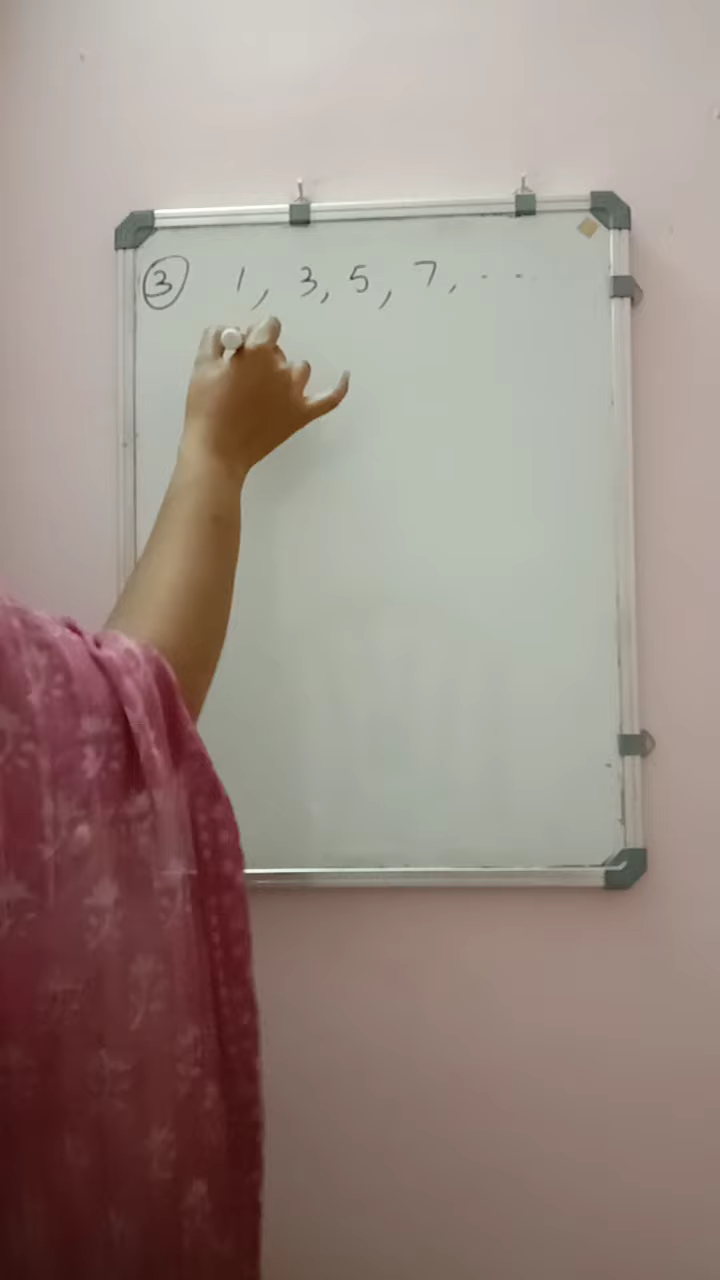 ③ 1, 3, 5, 7, - -